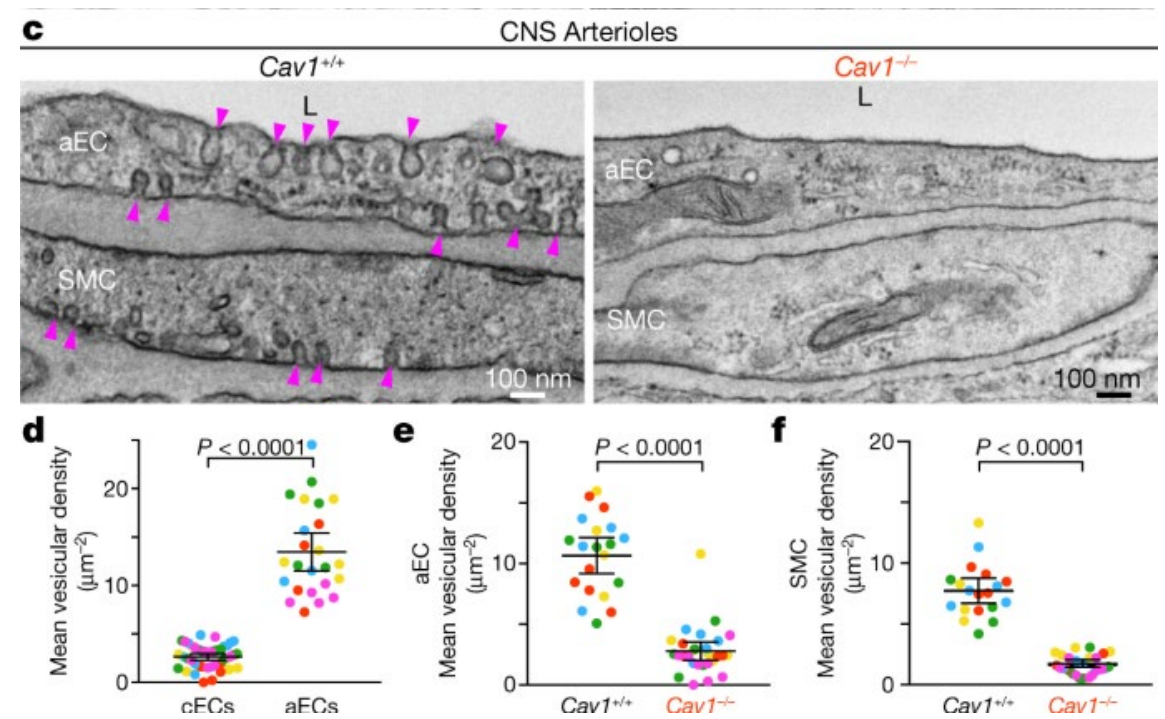 c
CNS Arterioles
Cav1+/+
Cav1–/–
L
L
aEC
aEC
SMC
SMC
100 nm
100 nm
d
e
f
P < 0.0001
P < 0.0001
P < 0.0001
Mean vesicular density
(μm–2)
20
10
0
cECs
aECs
aEC
Mean vesicular density
(μm–2)
20
10
0
Cav1+/+
Cav1–/–
SMC
Mean vesicular density
(μm–2)
20
10
0
Cav1+/+
Cav1–/–